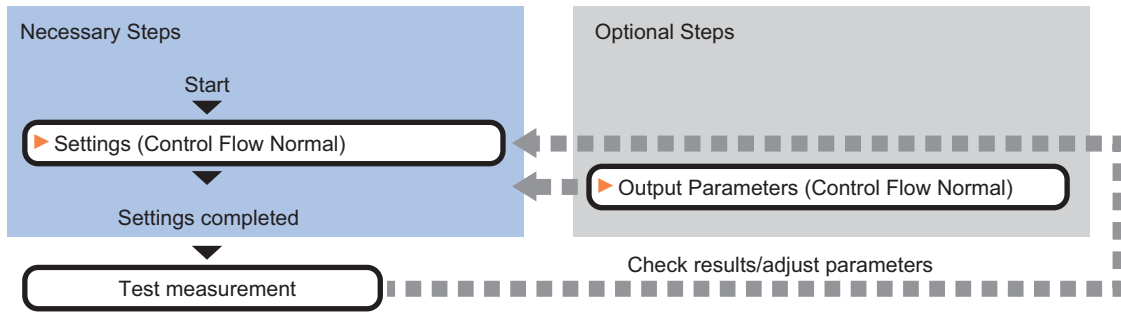 Necessary Steps
Optional Steps
Start
Settings (Control Flow Normal)
Output Parameters (Control Flow Normal)
Settings completed
Check results/adjust parameters
Test measurement